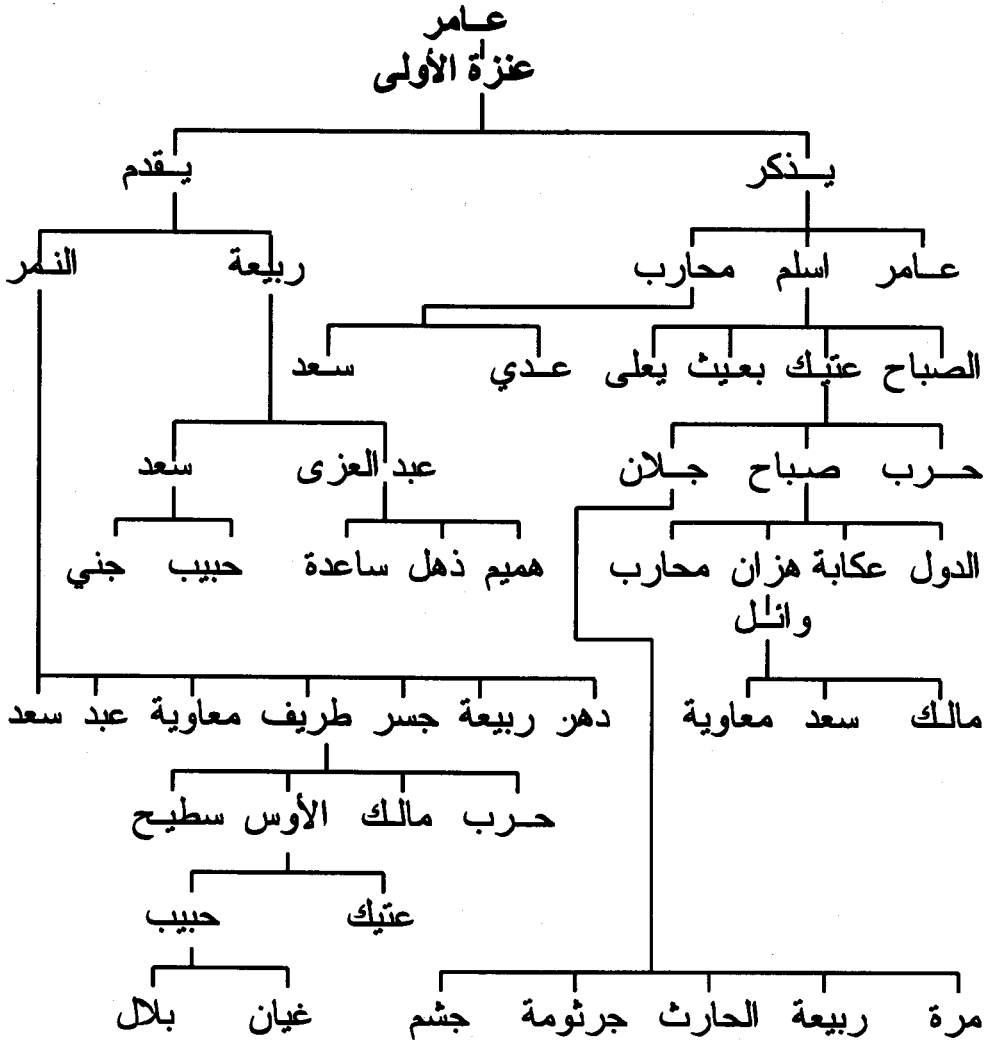 عامر
عنزة الأولى
يذكر يقدم
عامر اسلم محارب ربيعة النمر
الصباح عتيك بعيث يعلى عدي سعد
حرب صباح جلان عبد العزى سعد
الدول عكابة هزان محارب هميم ذهل ساعدة حبيب جني
وائل
مالك سعد معاوية دهن ربيعة جسر طريف معاوية عبد سعد
حرب مالك الأوس سطيح
عتيك حبيب
مرة ربيعة الحارث جرثومة جشم غيان بلال